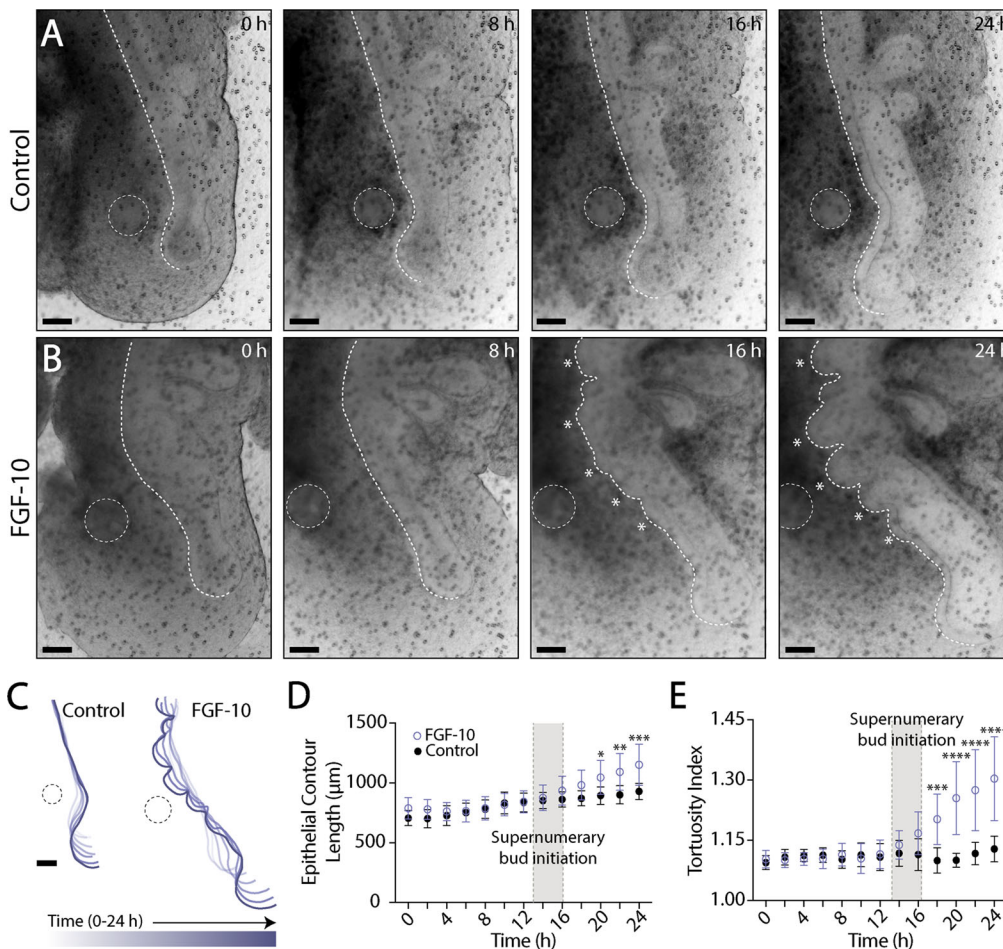 A
0 h
8 h
16 h
24 h
Control
B
0 h
8 h
16 h
24 h
FGF-10
*
*
*
*
*
*
*
*
*
*
C
Control
FGF-10
Time (0-24 h)
D
1500
1000
500
0
Epithelial Contour
Length (µm)
FGF-10
Control
Supernumerary
bud initiation
*
**
***
0
4
8
12
16
20
24
Time (h)
E
1.45
1.30
1.15
1.00
Tortuosity Index
Supernumerary
bud initiation
***
****
****
****
0
4
8
12
16
20
24
Time (h)